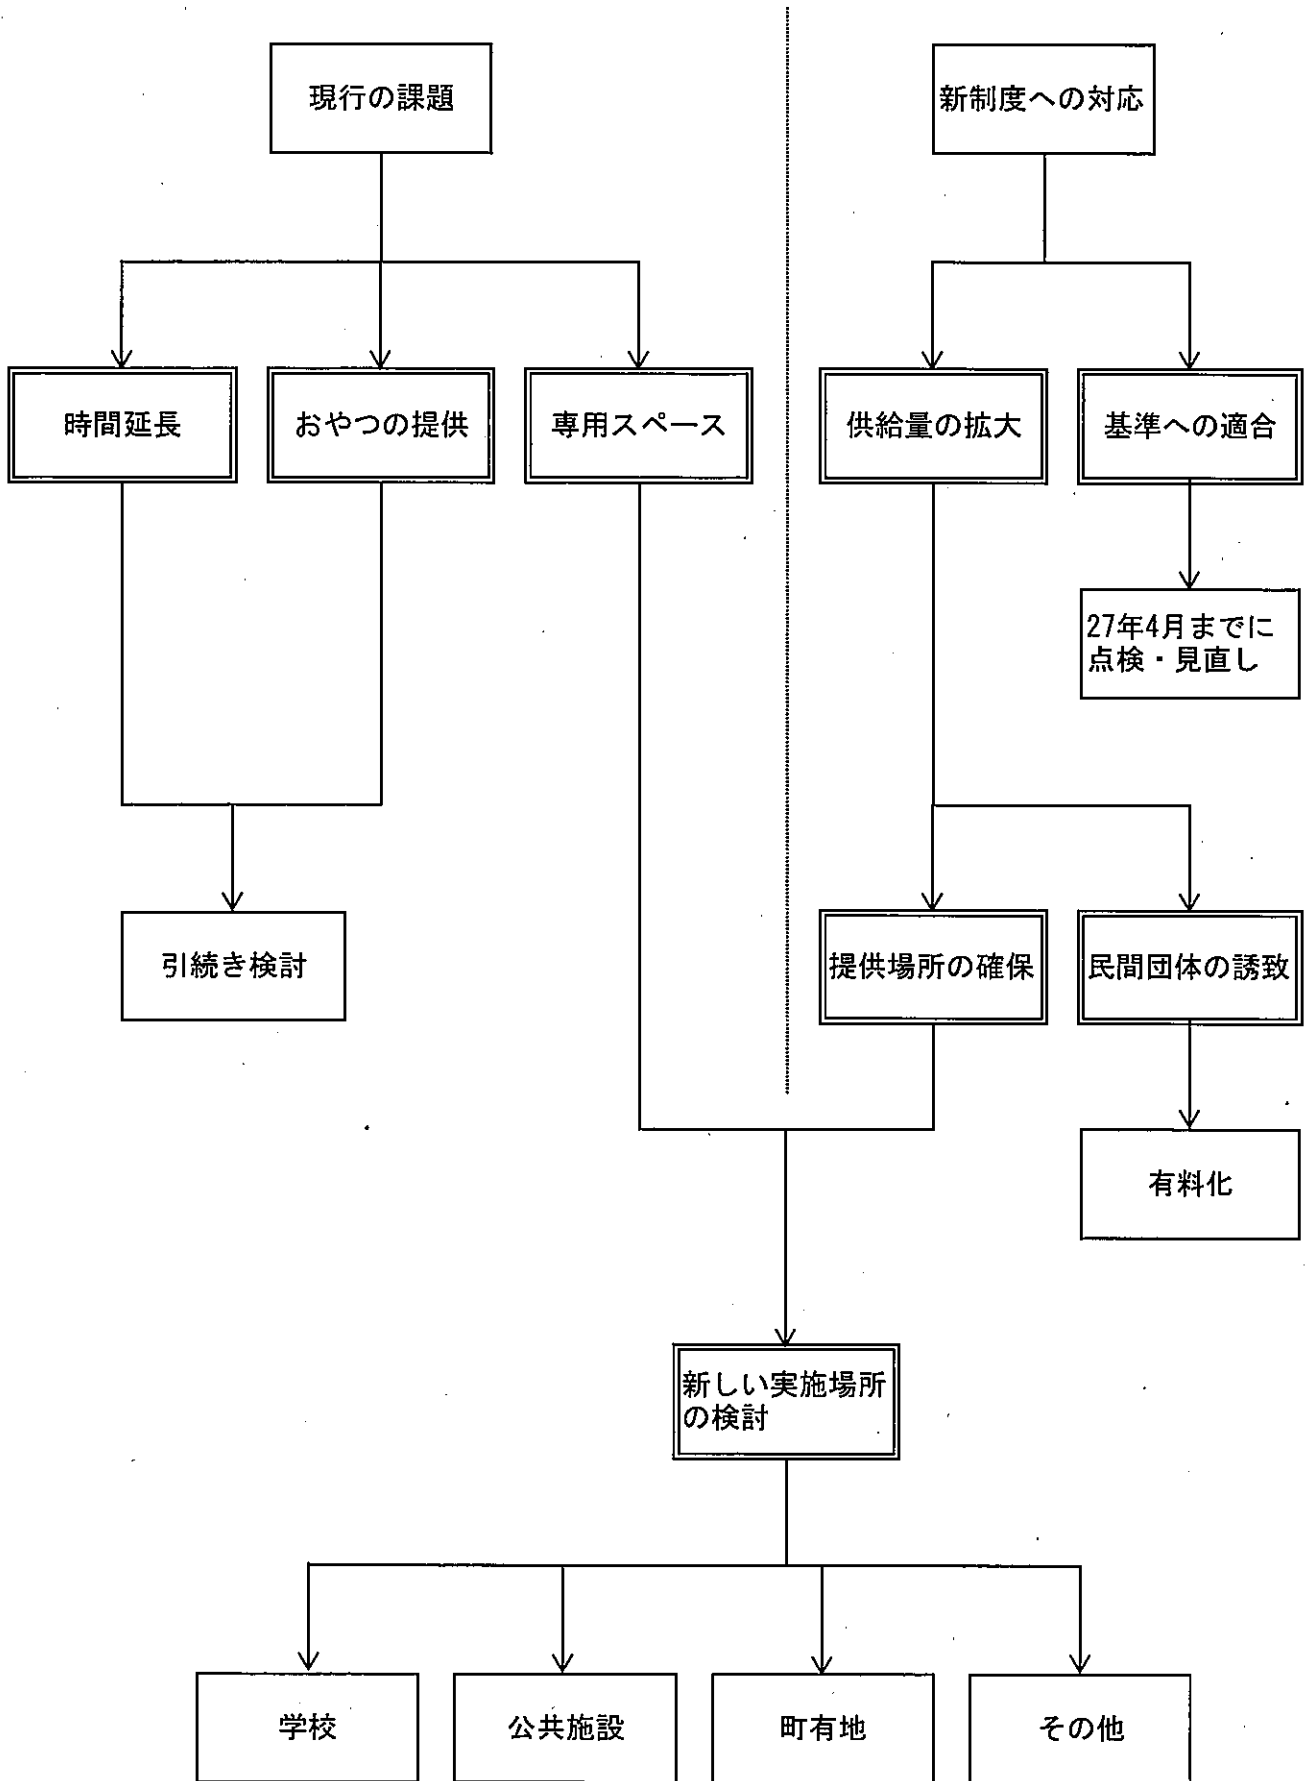 現行の課題
新制度への対応
時間延長
おやつの提供
専用スペース
供給量の拡大
基準への適合
27年4月までに
点検・見直し
引続き検討
提供場所の確保
民間団体の誘致
有料化
新しい実施場所
の検討
学校
公共施設
町有地
その他